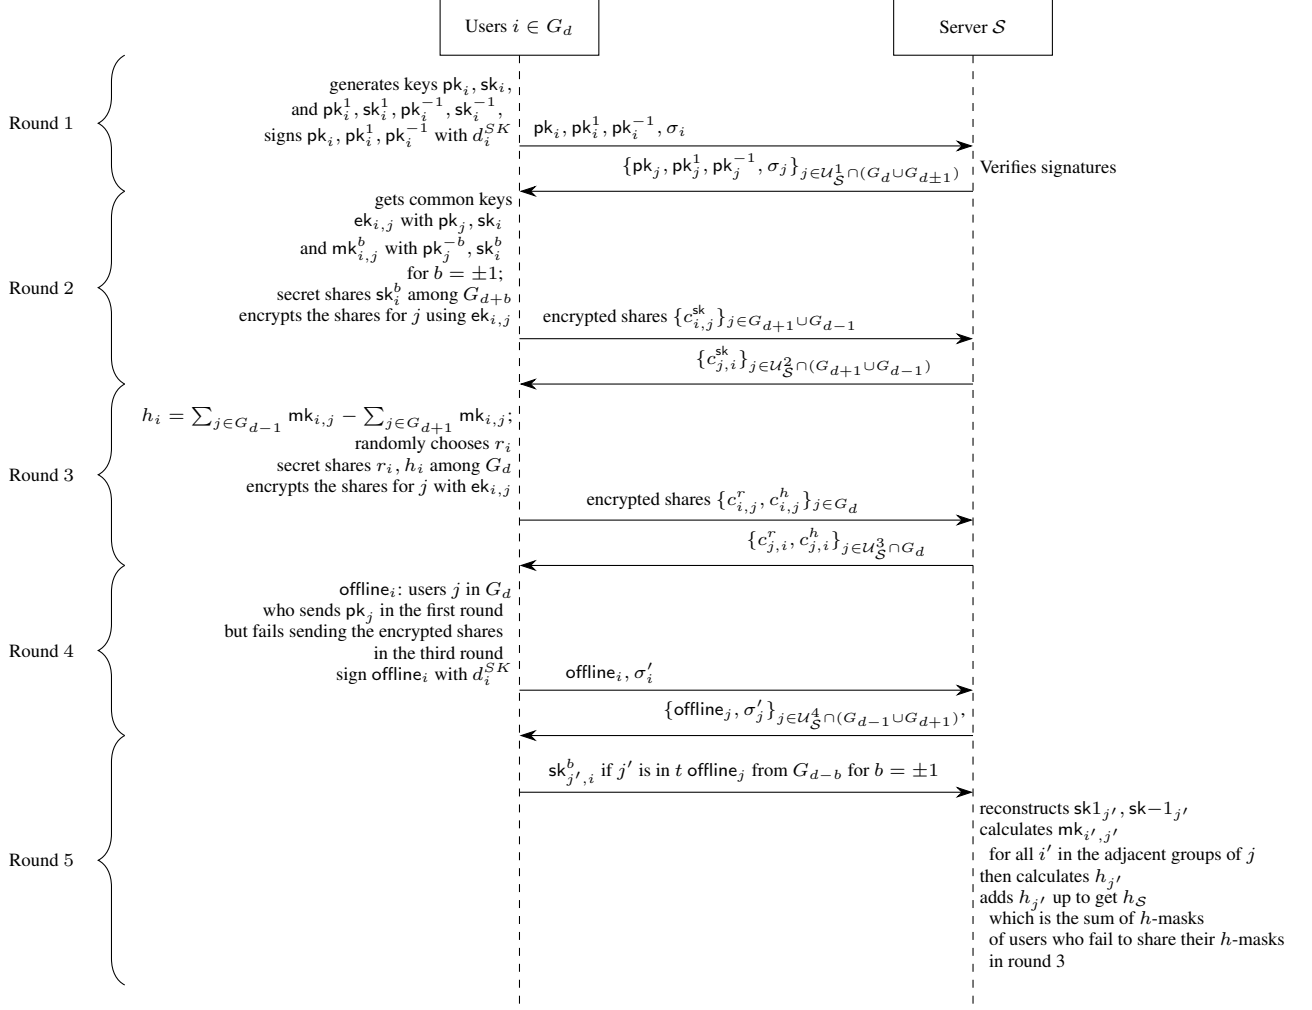 Users i ∈ G_d
Server 𝒮
Round 1
generates keys pk_i, sk_i,
and pk_i^1, sk_i^1, pk_i^{-1}, sk_i^{-1},
signs pk_i, pk_i^1, pk_i^{-1} with d_i^{SK}
pk_i, pk_i^1, pk_i^{-1}, σ_i
{pk_j, pk_j^1, pk_j^{-1}, σ_j}_{j∈𝒰_𝒮^1∩(G_d∪G_{d±1})}
Verifies signatures
Round 2
gets common keys
ek_{i,j} with pk_j, sk_i
and mk_{i,j}^b with pk_j^{-b}, sk_i^b
for b = ±1;
secret shares sk_i^b among G_{d+b}
encrypts the shares for j using ek_{i,j}
encrypted shares {c_{i,j}^{sk}}_{j∈G_{d+1}∪G_{d-1}}
{c_{j,i}^{sk}}_{j∈𝒰_𝒮^2∩(G_{d+1}∪G_{d-1})}
Round 3
h_i = ∑_{j∈G_{d-1}} mk_{i,j} − ∑_{j∈G_{d+1}} mk_{i,j};
randomly chooses r_i
secret shares r_i, h_i among G_d
encrypts the shares for j with ek_{i,j}
encrypted shares {c_{i,j}^r, c_{i,j}^h}_{j∈G_d}
{c_{j,i}^r, c_{j,i}^h}_{j∈𝒰_𝒮^3∩G_d}
Round 4
offline_i: users j in G_d
who sends pk_j in the first round
but fails sending the encrypted shares
in the third round
sign offline_i with d_i^{SK}
offline_i, σ'_i
{offline_j, σ'_j}_{j∈𝒰_𝒮^4∩(G_{d-1}∪G_{d+1})},
Round 5
sk_{j',i}^b if j' is in t offline_j from G_{d-b} for b = ±1
reconstructs sk1_{j'}, sk−1_{j'}
calculates mk_{i',j'}
for all i' in the adjacent groups of j
then calculates h_{j'}
adds h_{j'} up to get h_𝒮
which is the sum of h-masks
of users who fail to share their h-masks
in round 3